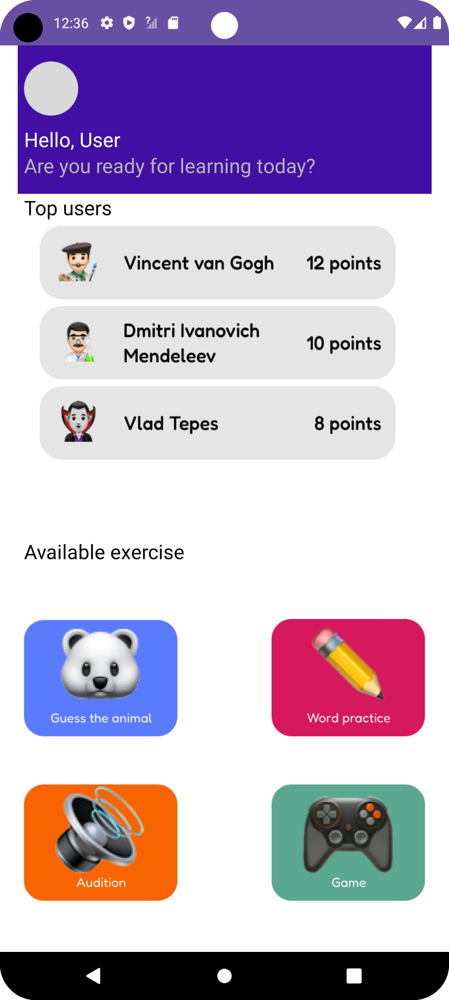 12:36
Hello, User
Are you ready for learning today?
Top users
Vincent van Gogh 12 points
Dmitri Ivanovich
Mendeleev
10 points
Vlad Tepes 8 points
Available exercise
Guess the animal
Word practice
Audition
Game